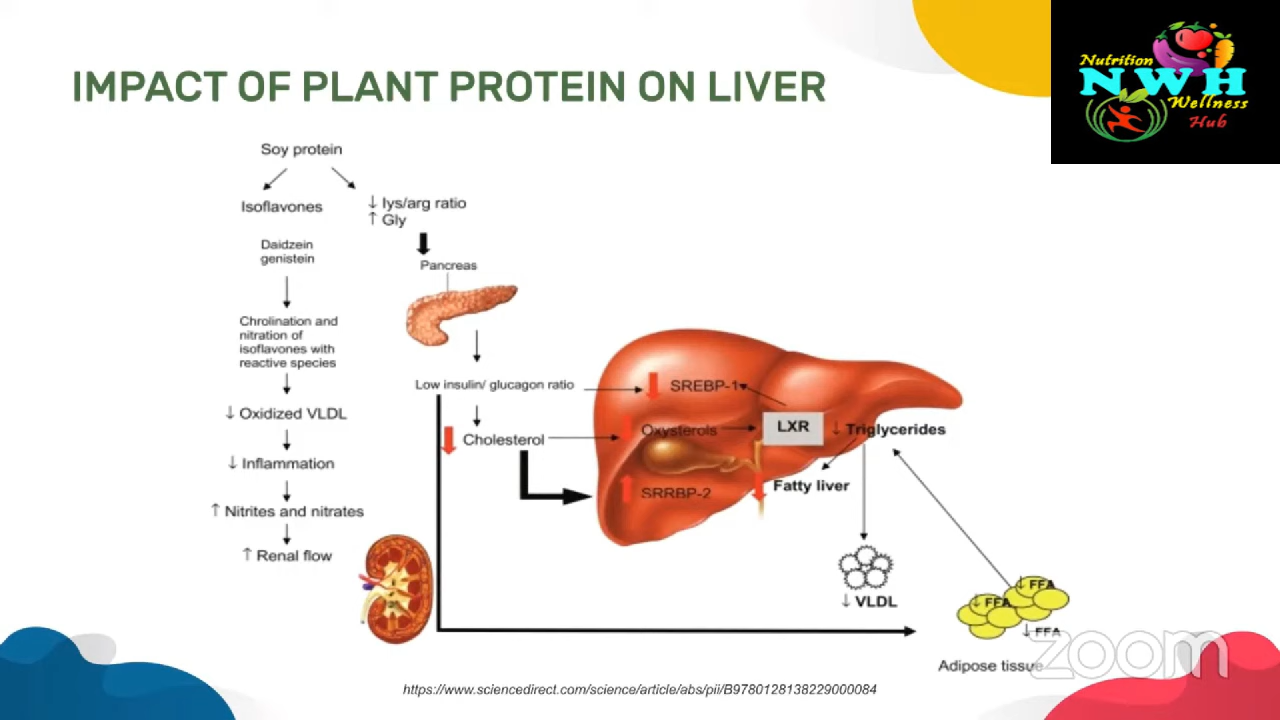 IMPACT OF PLANT PROTEIN ON LIVER
Nutrition
NWH
Wellness
Hub
Soy protein
Isoflavones
↓ lys/arg ratio
↑ Gly
Daidzein
genistein
Pancreas
Chrolination and
nitration of
isoflavones with
reactive species
Low insulin/ glucagon ratio
↓ SREBP-1
↓ Oxidized VLDL
↓ Cholesterol
↓ Oxysterols
LXR
↓ Triglycerides
↓ Inflammation
↑ SRRBP-2
↓ Fatty liver
↑ Nitrites and nitrates
↑ Renal flow
↓ VLDL
↓ FFA
↓ FFA
↓ FFA
Adipose tissue
zoom
https://www.sciencedirect.com/science/article/abs/pii/B9780128138229000084